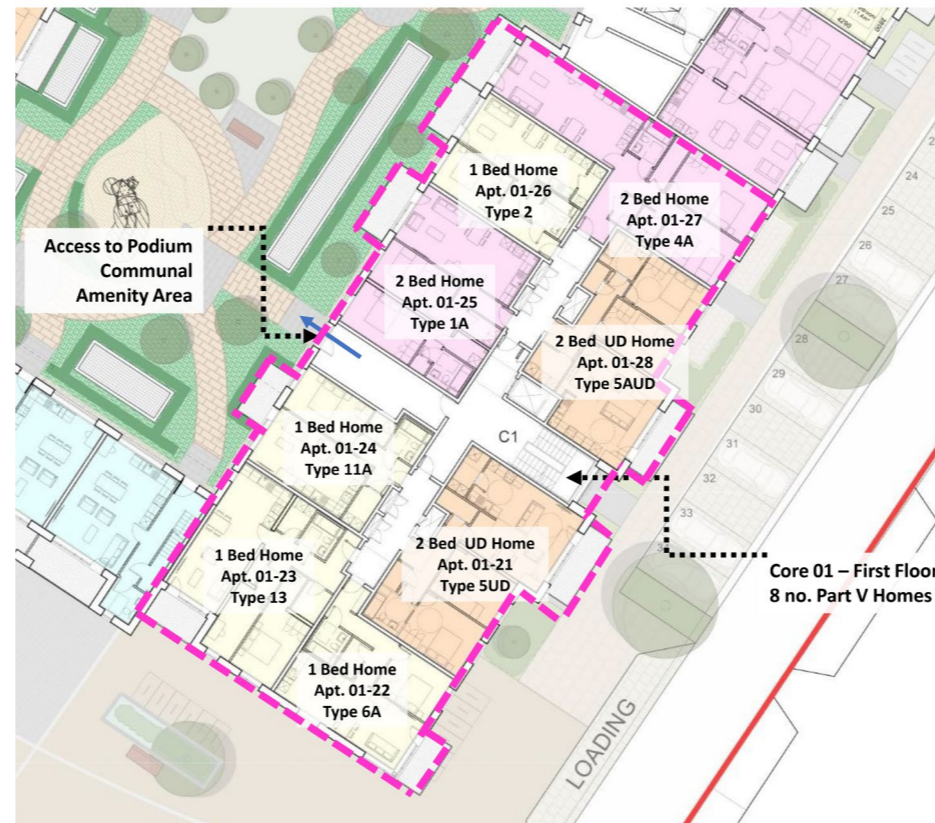 4290
1 Bed Home
Apt. 01-26
Type 2
2 Bed Home
Apt. 01-27
Type 4A
Access to Podium
Communal
Amenity Area
2 Bed Home
Apt. 01-25
Type 1A
2 Bed UD Home
Apt. 01-28
Type 5AUD
24
25
26
27
28
29
30
31
32
33
1 Bed Home
Apt. 01-24
Type 11A
C1
1 Bed Home
Apt. 01-23
Type 13
2 Bed UD Home
Apt. 01-21
Type 5UD
Core 01 – First Floor
8 no. Part V Homes
1 Bed Home
Apt. 01-22
Type 6A
LOADING